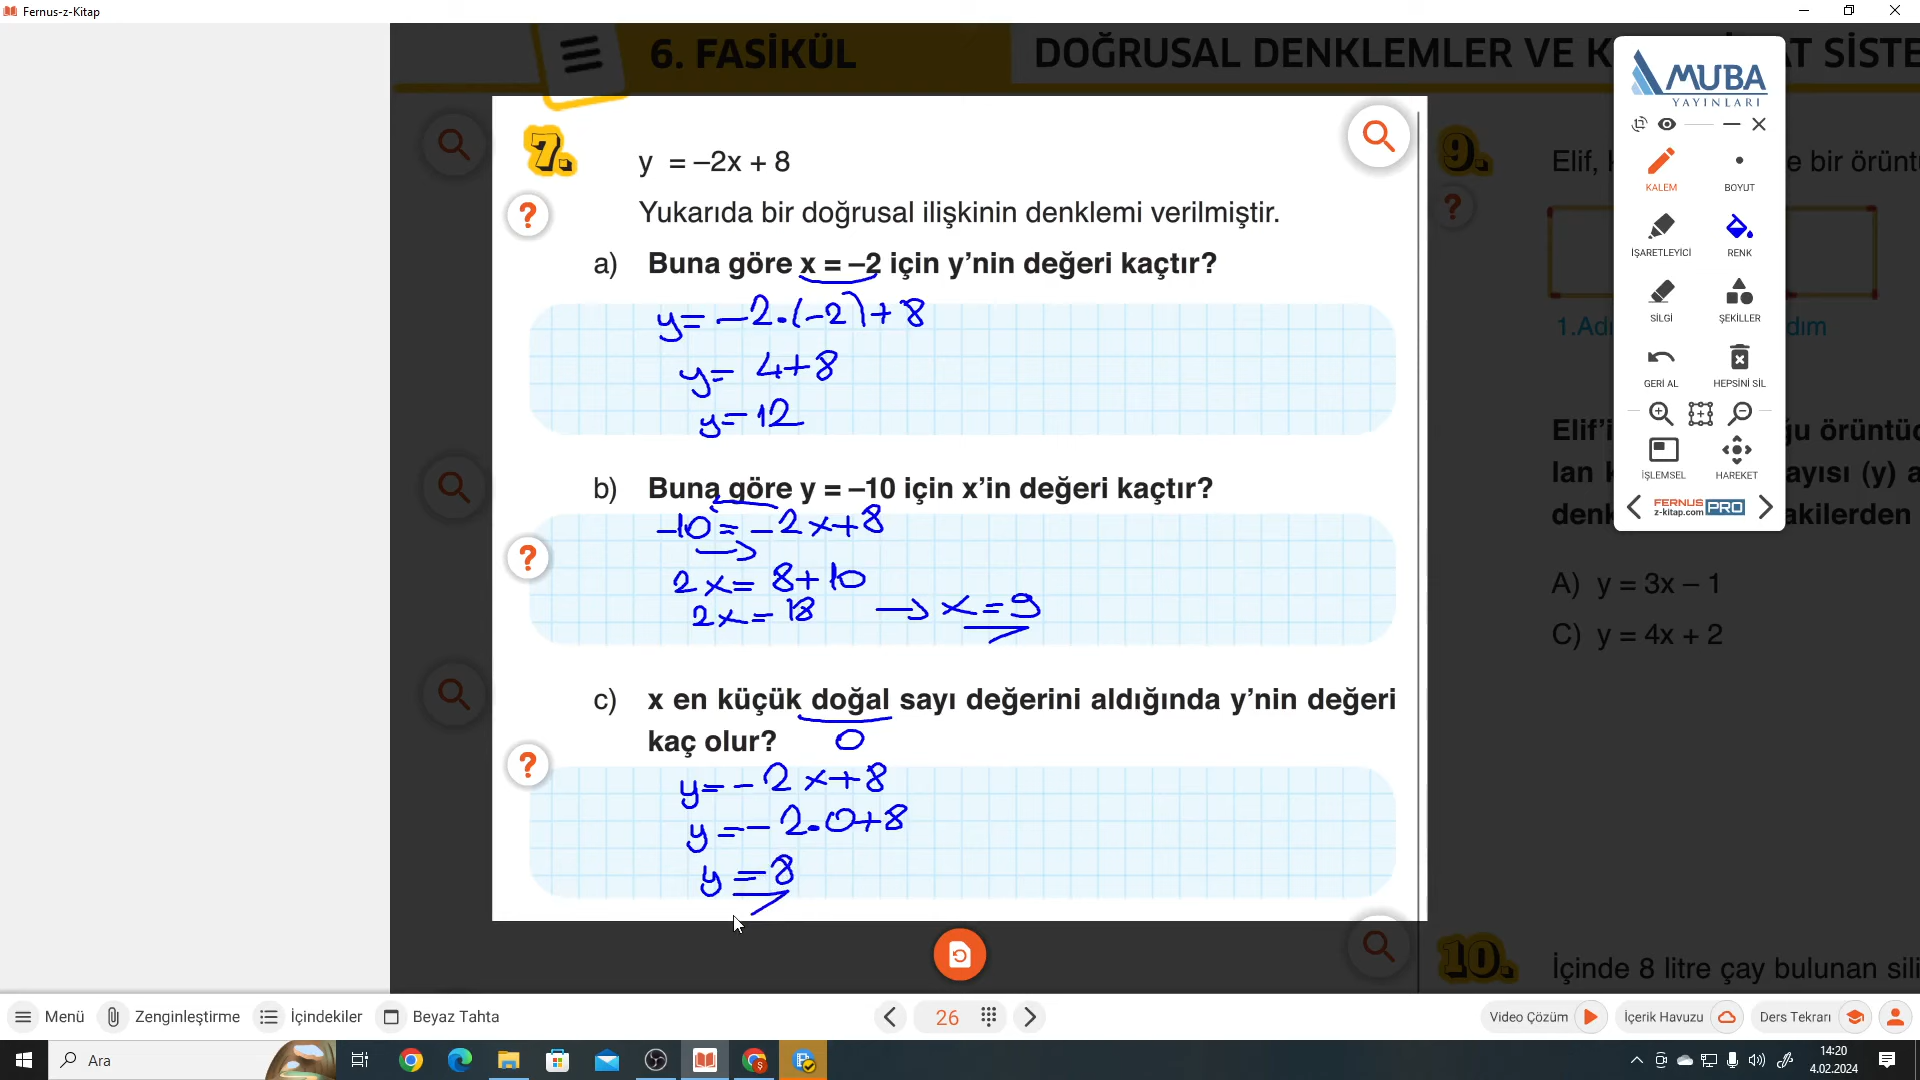 Fernus-z-Kitap
6. FASİKÜL
DOĞRUSAL DENKLEMLER VE K
AT SİSTE
7.
y = –2x + 8
Yukarıda bir doğrusal ilişkinin denklemi verilmiştir.
a) Buna göre x = –2 için y'nin değeri kaçtır?
y = -2.(-2) + 8
y = 4+8
y = 12
b) Buna göre y = –10 için x'in değeri kaçtır?
-10 = -2x+8
2x = 8+10
2x = 18 → x = 9
c) x en küçük doğal sayı değerini aldığında y'nin değeri
kaç olur? 0
y = -2x+8
y = -2.0+8
y = 8
9.
Elif, k
e bir örüntü
1.Adı
dım
Elif'i
ğu örüntüd
lan k
ayısı (y) a
denk
akilerden
A) y = 3x – 1
C) y = 4x + 2
10.
İçinde 8 litre çay bulunan sili
MUBA
YAYINLARI
KALEM
BOYUT
İŞARETLEYİCİ
RENK
SİLGİ
ŞEKİLLER
GERİ AL
HEPSİNİ SİL
İŞLEMSEL
HAREKET
FERNUS
z-kitap.com PRO
Menü
Zenginleştirme
İçindekiler
Beyaz Tahta
26
Video Çözüm
İçerik Havuzu
Ders Tekrarı
Ara
14:20
4.02.2024